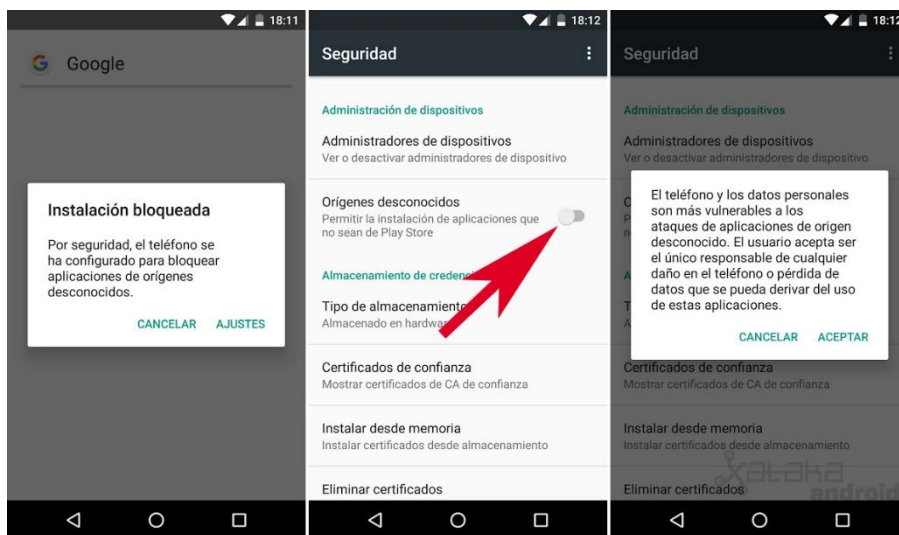 18:11
Google
Instalación bloqueada
Por seguridad, el teléfono se
ha configurado para bloquear
aplicaciones de orígenes
desconocidos.
CANCELAR AJUSTES
18:12
Seguridad
Administración de dispositivos
Administradores de dispositivos
Ver o desactivar administradores de dispositivo
Orígenes desconocidos
Permitir la instalación de aplicaciones que
no sean de Play Store
Almacenamiento de
Tipo de almacenamiento
Almacenado en
Certificados de confianza
Mostrar certificados de CA de confianza
Instalar desde memoria
Instalar certificados desde almacenamiento
Eliminar certificados
18:12
Seguridad
Administración de dispositivos
Administradores de dispositivos
Ver o desactivar administradores de dispositivo
El teléfono y los datos personales
son más vulnerables a los
ataques de aplicaciones de origen
desconocido. El usuario acepta ser
el único responsable de cualquier
daño en el teléfono o pérdida de
datos que se pueda derivar del uso
de estas aplicaciones.
CANCELAR ACEPTAR
Certificados de confianza
Mostrar certificados de CA de confianza
Instalar desde memoria
Instalar certificados desde almacenamiento
Eliminar certificados
xataka
android